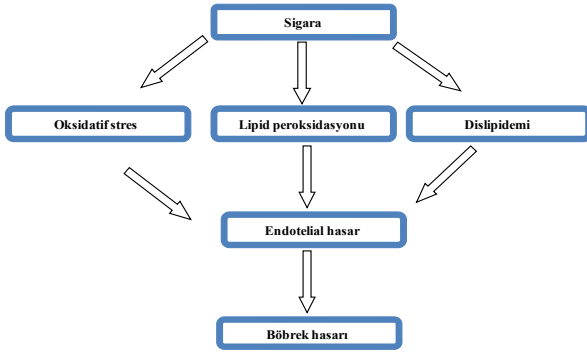 Sigara
Oksidatif stres
Lipid peroksidasyonu
Dislipidemi
Endotelial hasar
Böbrek hasarı